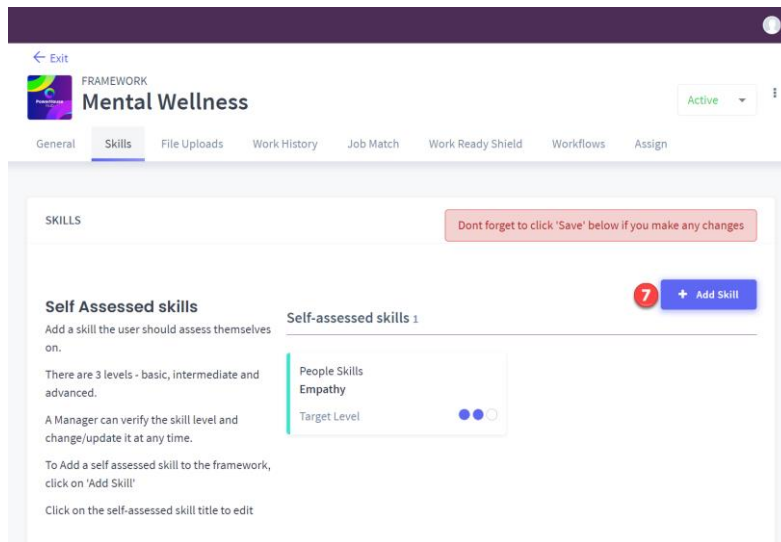 Exit
FRAMEWORK
Mental Wellness
Active
General Skills File Uploads Work History Job Match Work Ready Shield Workflows Assign
SKILLS
Dont forget to click 'Save' below if you make any changes
7 + Add Skill
Self Assessed skills
Add a skill the user should assess themselves
on.
There are 3 levels - basic, intermediate and
advanced.
A Manager can verify the skill level and
change/update it at any time.
To Add a self assessed skill to the framework,
click on 'Add Skill'
Click on the self-assessed skill title to edit
Self-assessed skills 1
People Skills
Empathy
Target Level